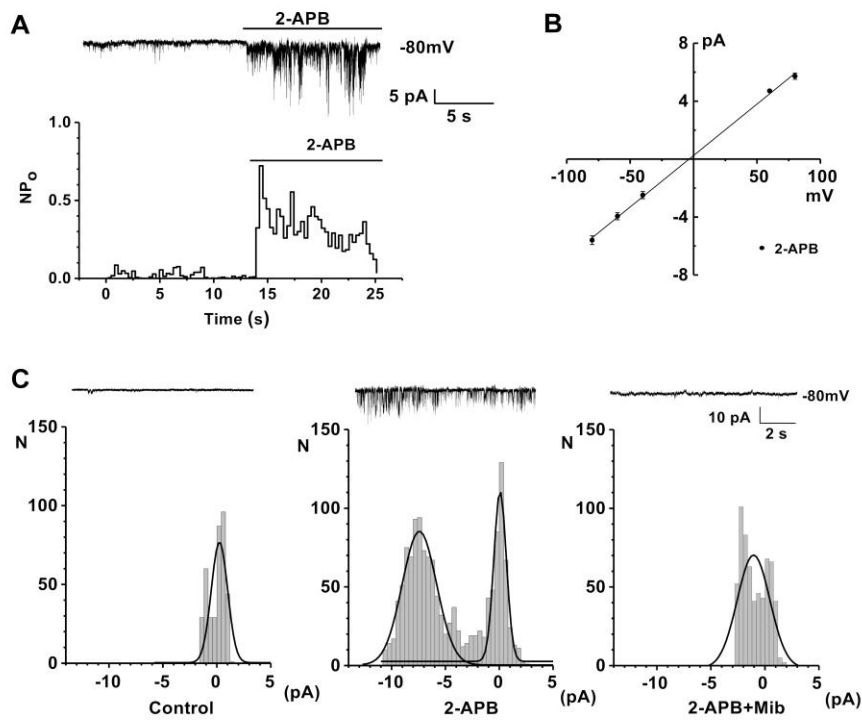 A
2-APB
-80mV
5 pA
5 s
1.0
2-APB
0.5
NPo
0.0
0 5 10 15 20 25
Time (s)
B
8
pA
4
-100 -50 50 100
mV
-4
2-APB
-8
C
-80mV
10 pA
2 s
150
N
100
50
0
-10 -5 0 5
(pA)
Control
150
N
100
50
0
-10 -5 0 5
(pA)
2-APB
150
N
100
50
0
-10 -5 0 5
(pA)
2-APB+Mib